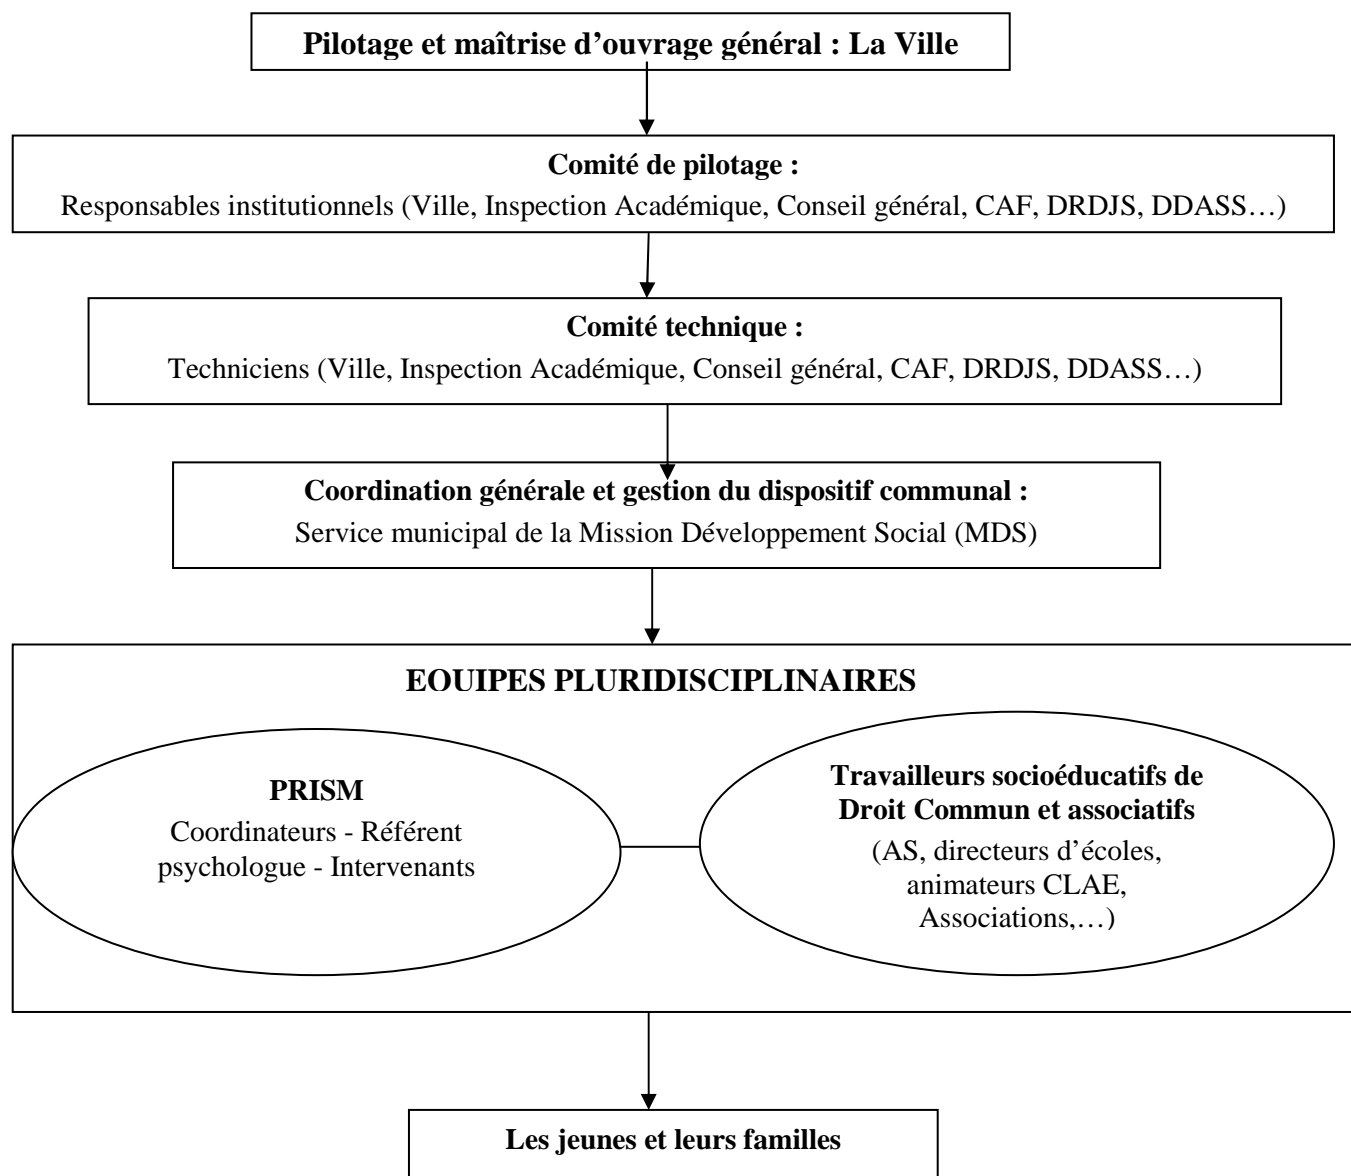 Pilotage et maîtrise d’ouvrage général : La Ville
Comité de pilotage :
Responsables institutionnels (Ville, Inspection Académique, Conseil général, CAF, DRDJS, DDASS…)
Comité technique :
Techniciens (Ville, Inspection Académique, Conseil général, CAF, DRDJS, DDASS…)
Coordination générale et gestion du dispositif communal :
Service municipal de la Mission Développement Social (MDS)
EQUIPES PLURIDISCIPLINAIRES
PRISM
Coordinateurs - Référent
psychologue - Intervenants
Travailleurs socioéducatifs de
Droit Commun et associatifs
(AS, directeurs d’écoles,
animateurs CLAE,
Associations,…)
Les jeunes et leurs familles